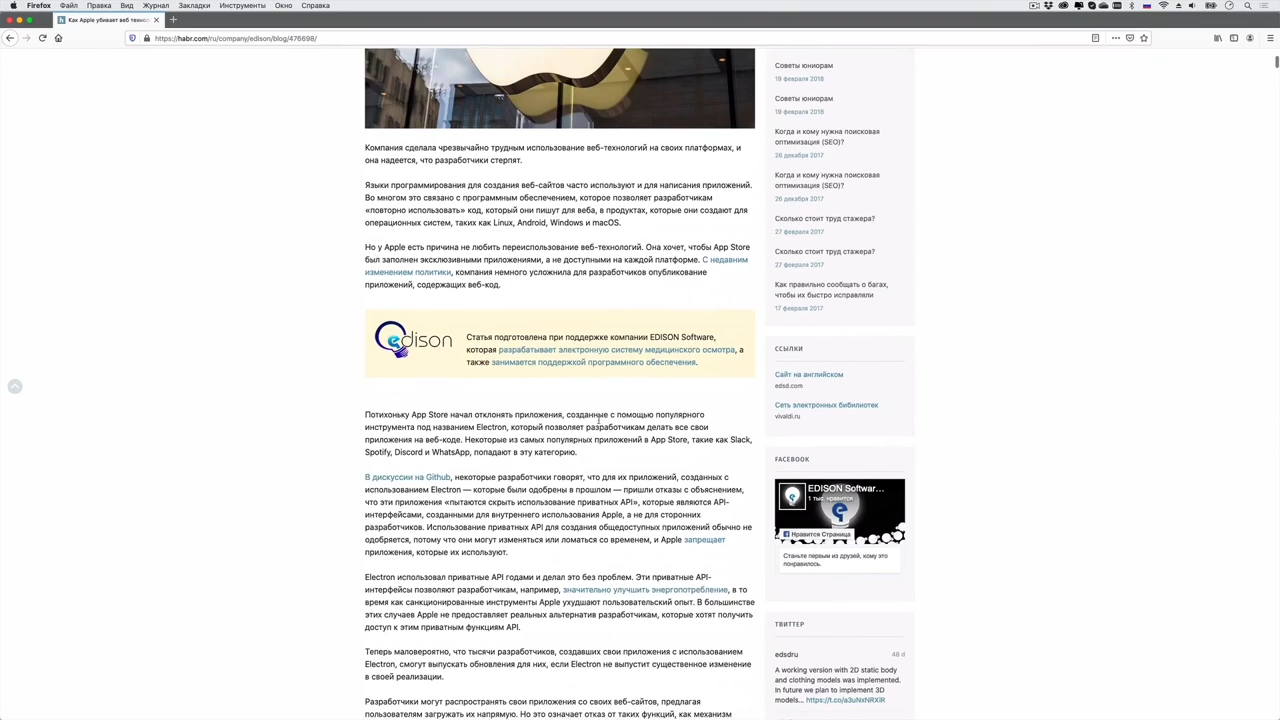 Firefox Файл Правка Вид Журнал Закладки Инструменты Окно Справка
Как Apple убивает веб техно
https://habr.com/ru/company/edison/blog/476698/
Компания сделала чрезвычайно трудным использование веб-технологий на своих платформах, и
она надеется, что разработчики стерпят.
Языки программирования для создания веб-сайтов часто используют и для написания приложений.
Во многом это связано с программным обеспечением, которое позволяет разработчикам
«повторно использовать» код, который они пишут для веба, в продуктах, которые они создают для
операционных систем, таких как Linux, Android, Windows и macOS.
Но у Apple есть причина не любить переиспользование веб-технологий. Она хочет, чтобы App Store
был заполнен эксклюзивными приложениями, а не доступными на каждой платформе. С недавним
изменением политики, компания немного усложнила для разработчиков опубликование
приложений, содержащих веб-код.
edison
Статья подготовлена при поддержке компании EDISON Software,
которая разрабатывает электронную систему медицинского осмотра, а
также занимается поддержкой программного обеспечения.
Потихоньку App Store начал отклонять приложения, созданные с помощью популярного
инструмента под названием Electron, который позволяет разработчикам делать все свои
приложения на веб-коде. Некоторые из самых популярных приложений в App Store, такие как Slack,
Spotify, Discord и WhatsApp, попадают в эту категорию.
В дискуссии на Github, некоторые разработчики говорят, что для их приложений, созданных с
использованием Electron — которые были одобрены в прошлом — пришли отказы с объяснением,
что эти приложения «пытаются скрыть использование приватных API», которые являются API-
интерфейсами, созданными для внутреннего использования Apple, а не для сторонних
разработчиков. Использование приватных API для создания общедоступных приложений обычно не
одобряется, потому что они могут изменяться или ломаться со временем, и Apple запрещает
приложения, которые их используют.
Electron использовал приватные API годами и делал это без проблем. Эти приватные API-
интерфейсы позволяют разработчикам, например, значительно улучшить энергопотребление, в то
время как санкционированные инструменты Apple ухудшают пользовательский опыт. В большинстве
этих случаев Apple не предоставляет реальных альтернатив разработчикам, которые хотят получить
доступ к этим приватным функциям API.
Теперь маловероятно, что тысячи разработчиков, создавших свои приложения с использованием
Electron, смогут выпускать обновления для них, если Electron не выпустит существенное изменение
в своей реализации.
Разработчики могут распространять свои приложения со своих веб-сайтов, предлагая
пользователям загружать их напрямую. Но это означает отказ от таких функций, как механизм
Советы юниорам
19 февраля 2018
Советы юниорам
19 февраля 2018
Когда и кому нужна поисковая
оптимизация (SEO)?
26 декабря 2017
Когда и кому нужна поисковая
оптимизация (SEO)?
26 декабря 2017
Сколько стоит труд стажера?
27 февраля 2017
Сколько стоит труд стажера?
27 февраля 2017
Как правильно сообщать о багах,
чтобы их быстро исправляли
17 февраля 2017
ССЫЛКИ
Сайт на английском
edsd.com
Сеть электронных библиотек
vivaldi.ru
FACEBOOK
EDISON Softwar...
1 тыс. нравится
Нравится Страница
Станьте первым из друзей, кому это
понравилось.
ТВИТТЕР
edsdru 48 d
A working version with 2D static body
and clothing models was implemented.
In future we plan to implement 3D
models... https://t.co/a3uNxNRXiR